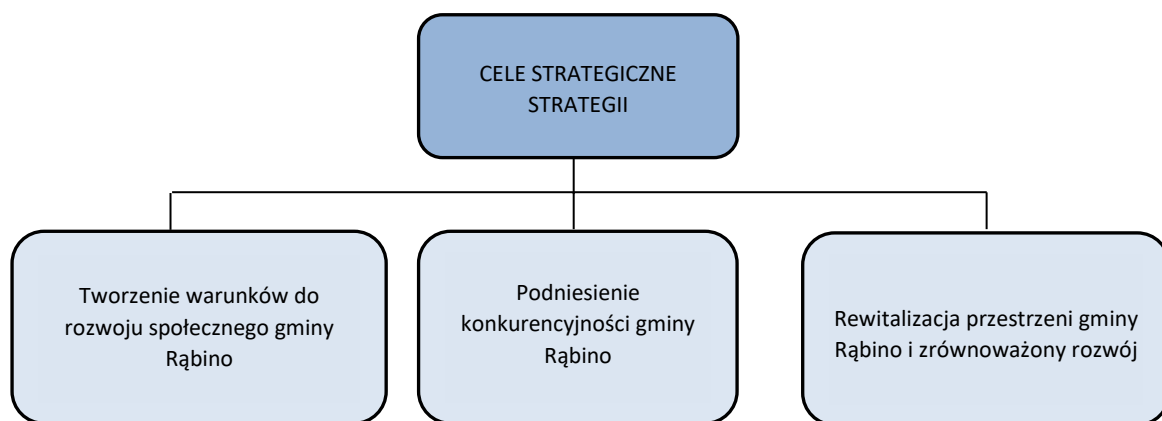 CELE STRATEGICZNE
STRATEGII
Tworzenie warunków do
rozwoju społecznego gminy
Rąbino
Podniesienie
konkurencyjności gminy
Rąbino
Rewitalizacja przestrzeni gminy
Rąbino i zrównoważony rozwój